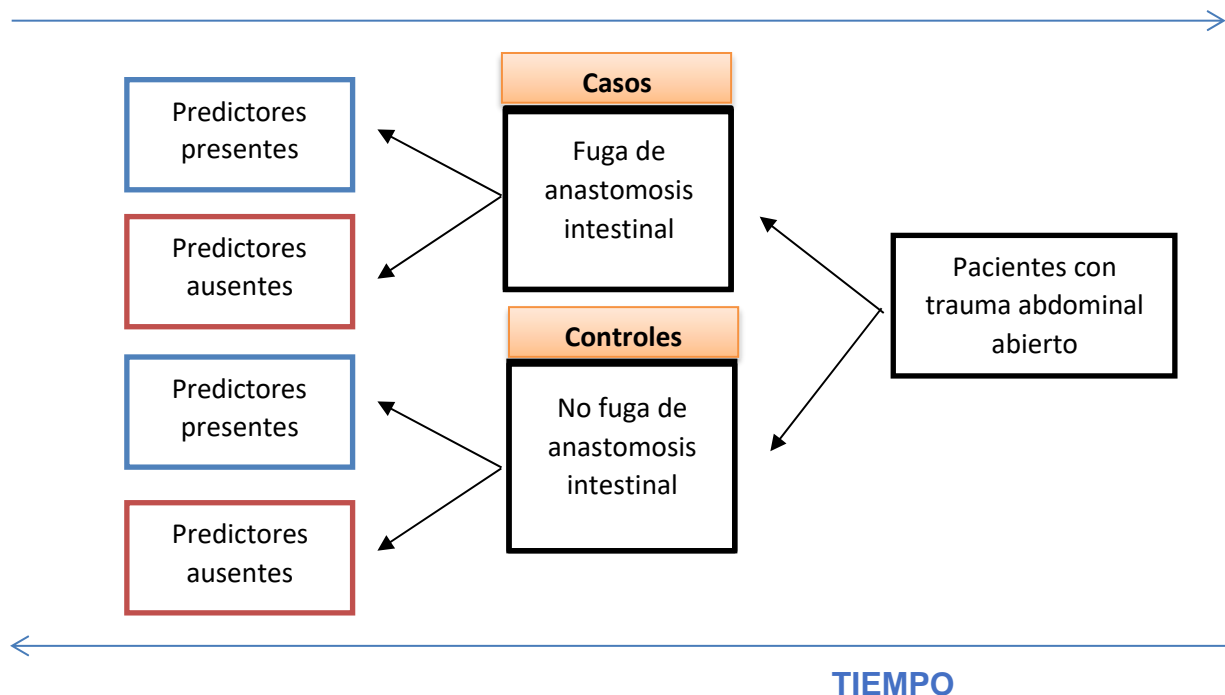 Casos
Predictores
presentes
Fuga de
anastomosis
intestinal
Predictores
ausentes
Pacientes con
trauma abdominal
abierto
Controles
Predictores
presentes
No fuga de
anastomosis
intestinal
Predictores
ausentes
TIEMPO